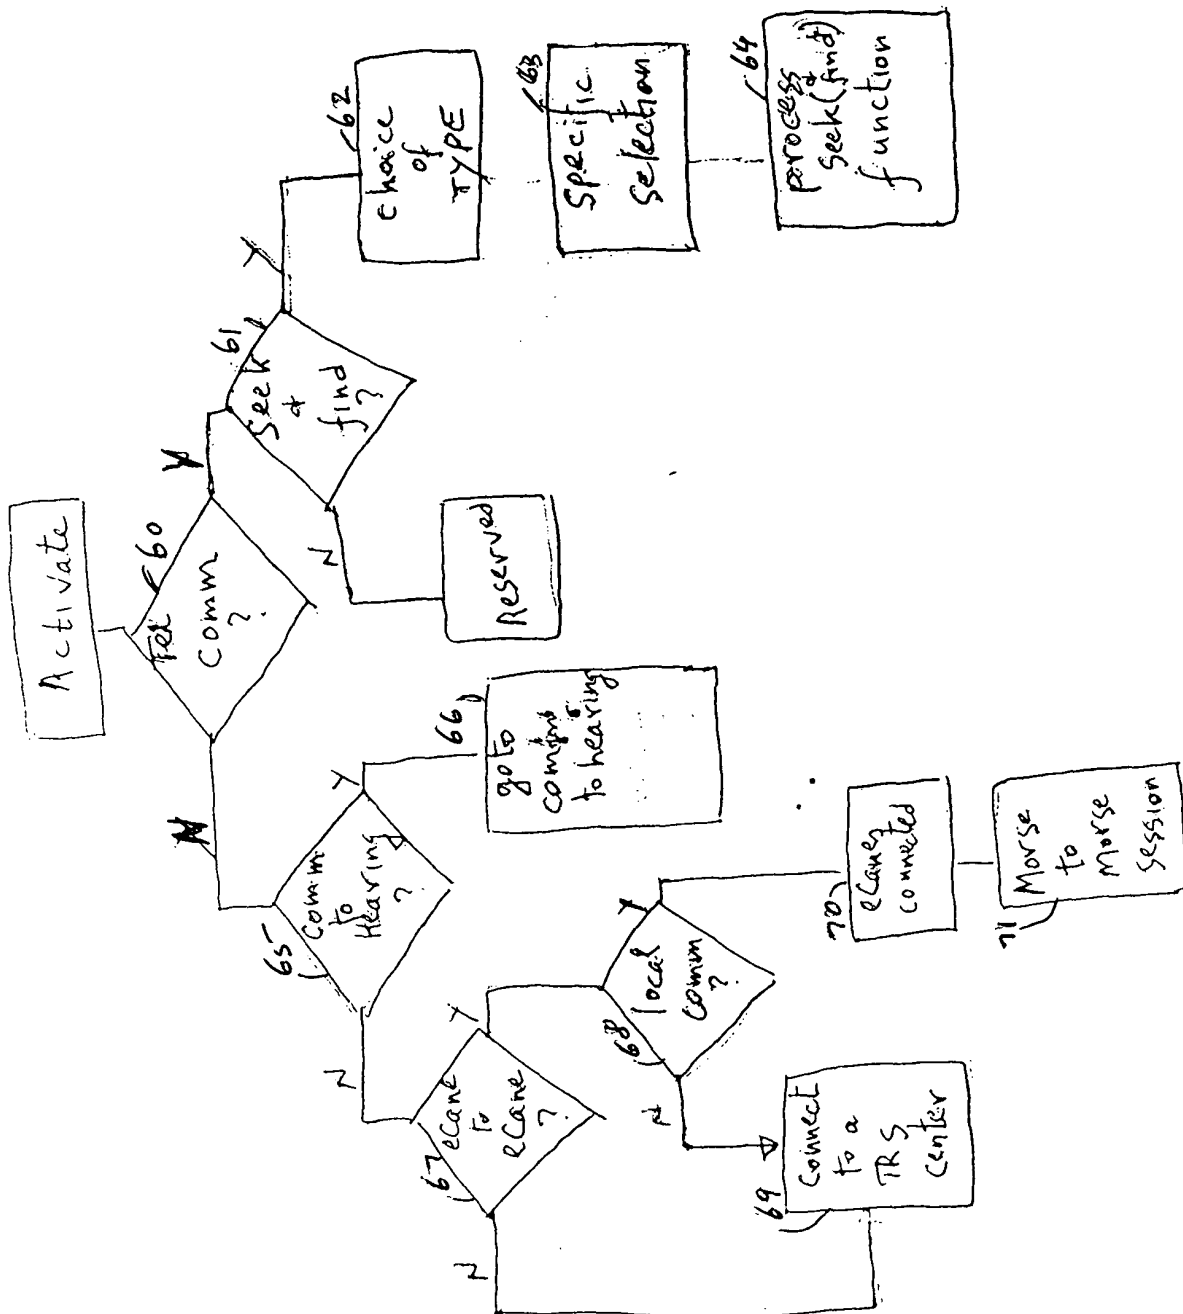 Activate
60
Tel
Comm
?
Y
N
61
Seek
&
find
?
Y
N
62
choice
of
TYPE
63
Specific
selection
64
process
seek(& find)
function
Reserved
65
Comm
to
Hearing
?
Y
N
66
go to
comm
to hearing
67
eCane
to
eCane
?
Y
N
68
local
comm
?
Y
N
69
Connect
to a
TRS
center
70
eCanes
connected
71
Morse
to
Morse
session